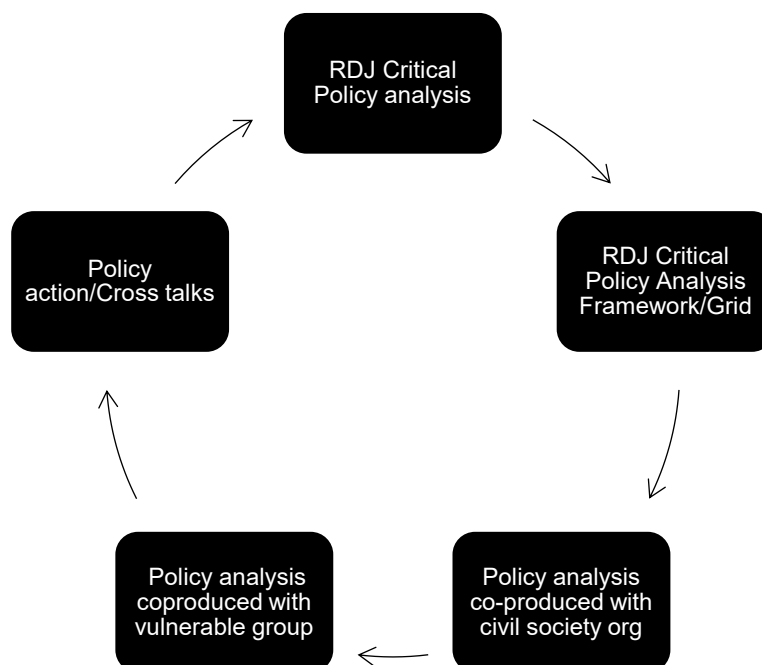 RDJ Critical
Policy analysis
RDJ Critical
Policy Analysis
Framework/Grid
Policy analysis
co-produced with
civil society org
Policy analysis
coproduced with
vulnerable group
Policy
action/Cross talks